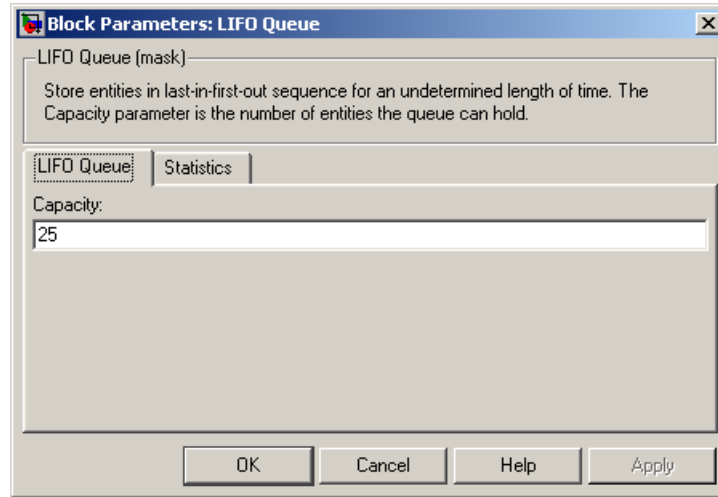 Block Parameters: LIFO Queue
LIFO Queue (mask)
Store entities in last-in-first-out sequence for an undetermined length of time. The
Capacity parameter is the number of entities the queue can hold.
LIFO Queue Statistics
Capacity:
25
OK Cancel Help Apply